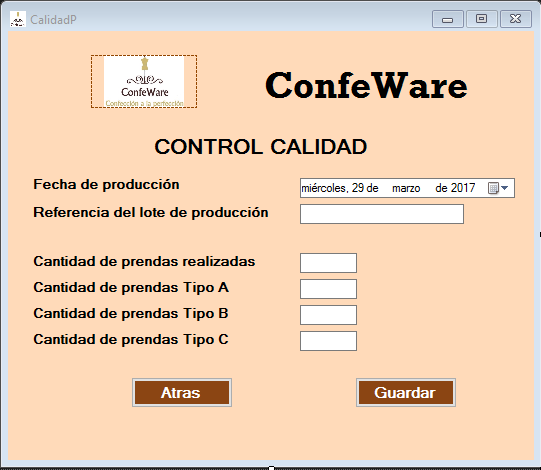 CalidadP
ConfeWare
Confección a la perfección
ConfeWare
CONTROL CALIDAD
Fecha de producción
miércoles, 29 de marzo de 2017
Referencia del lote de producción
Cantidad de prendas realizadas
Cantidad de prendas Tipo A
Cantidad de prendas Tipo B
Cantidad de prendas Tipo C
Atras
Guardar